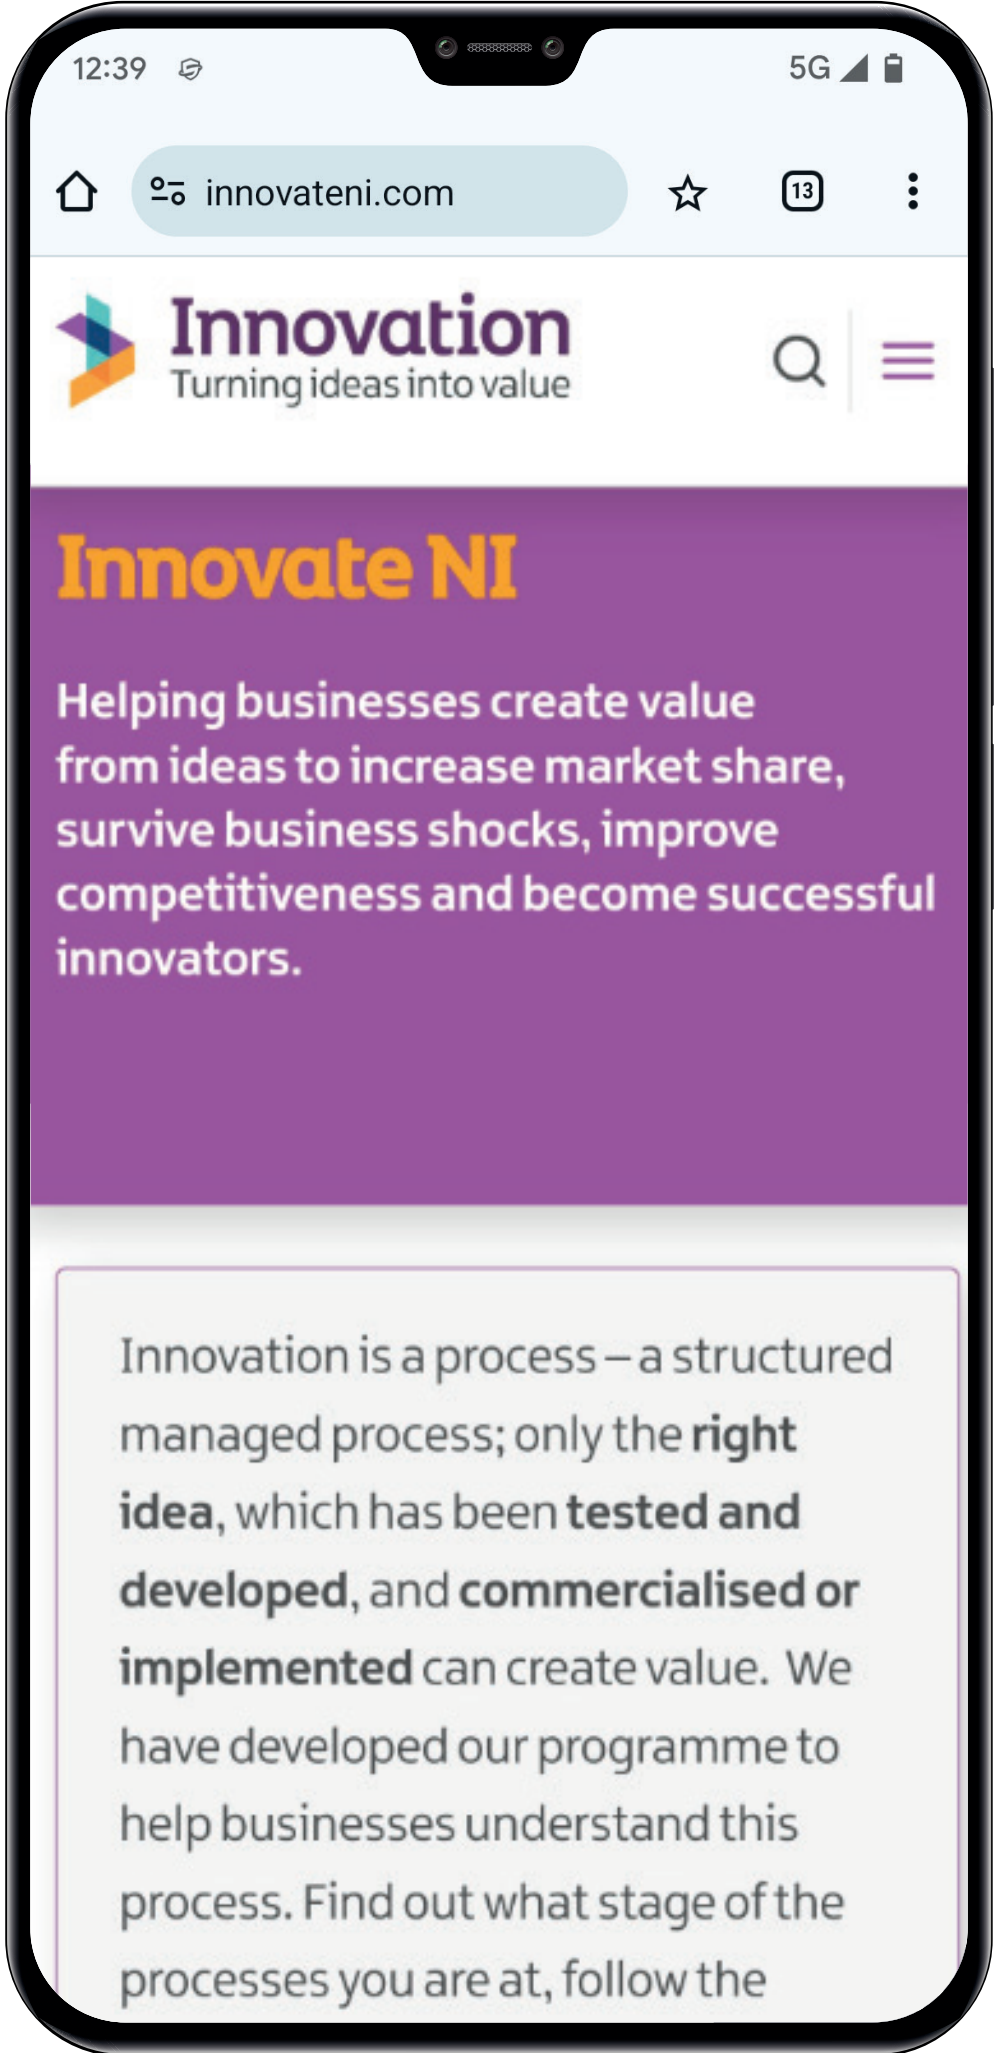 12:39
5G
innovateni.com
13
Innovation
Turning ideas into value
Innovate NI
Helping businesses create value
from ideas to increase market share,
survive business shocks, improve
competitiveness and become successful
innovators.
Innovation is a process – a structured
managed process; only the right
idea, which has been tested and
developed, and commercialised or
implemented can create value. We
have developed our programme to
help businesses understand this
process. Find out what stage of the
processes you are at, follow the